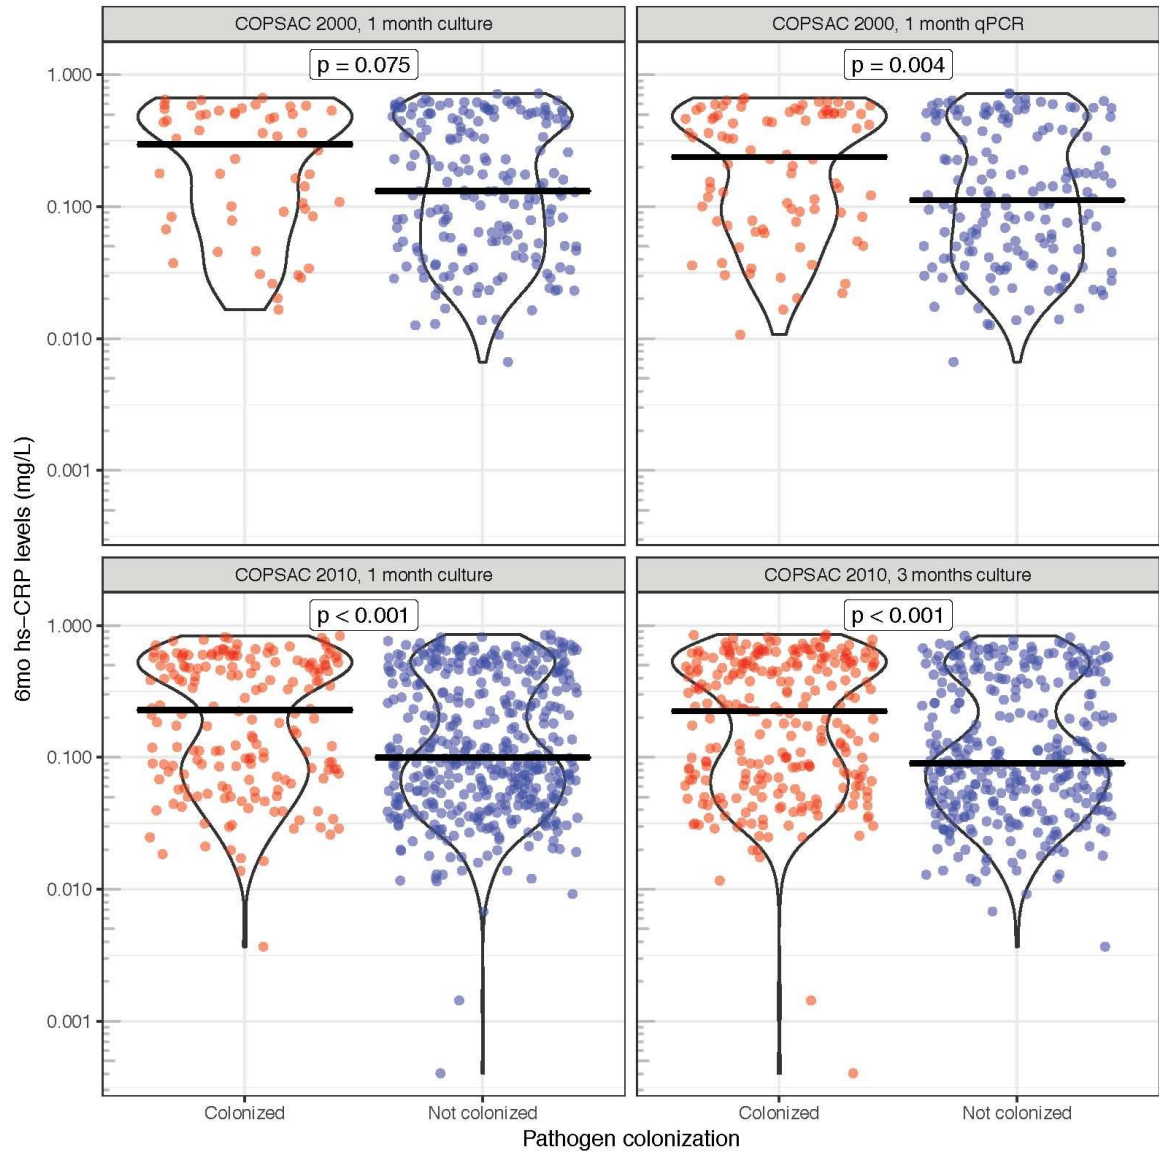 COPSAC 2000, 1 month culture
COPSAC 2000, 1 month qPCR
p = 0.075
p = 0.004
1.000
0.100
0.010
0.001
COPSAC 2010, 1 month culture
COPSAC 2010, 3 months culture
p < 0.001
p < 0.001
1.000
0.100
0.010
0.001
6mo hs−CRP levels (mg/L)
Colonized
Not colonized
Colonized
Not colonized
Pathogen colonization